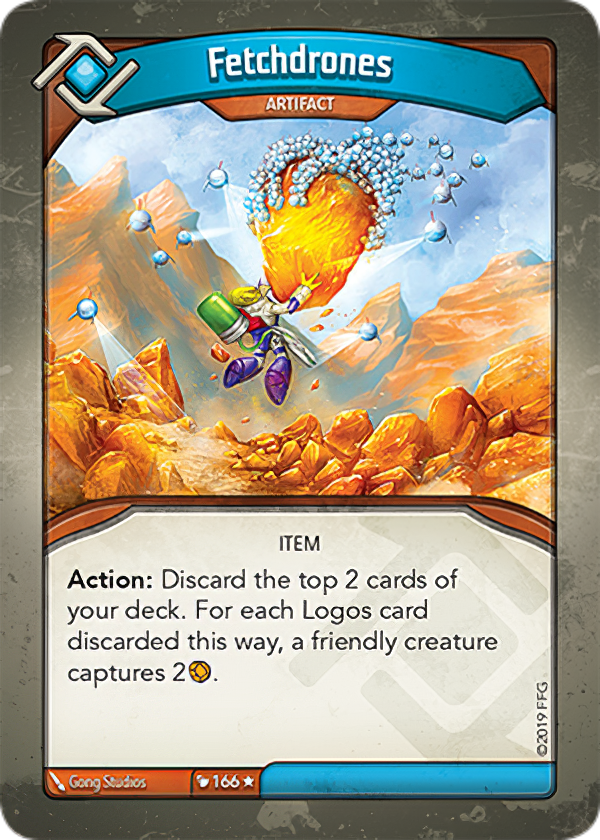 Fetchdrones
ARTIFACT
ITEM
Action: Discard the top 2 cards of
your deck. For each Logos card
discarded this way, a friendly creature
captures 2.
©2019 FFG
Gong Studios
166